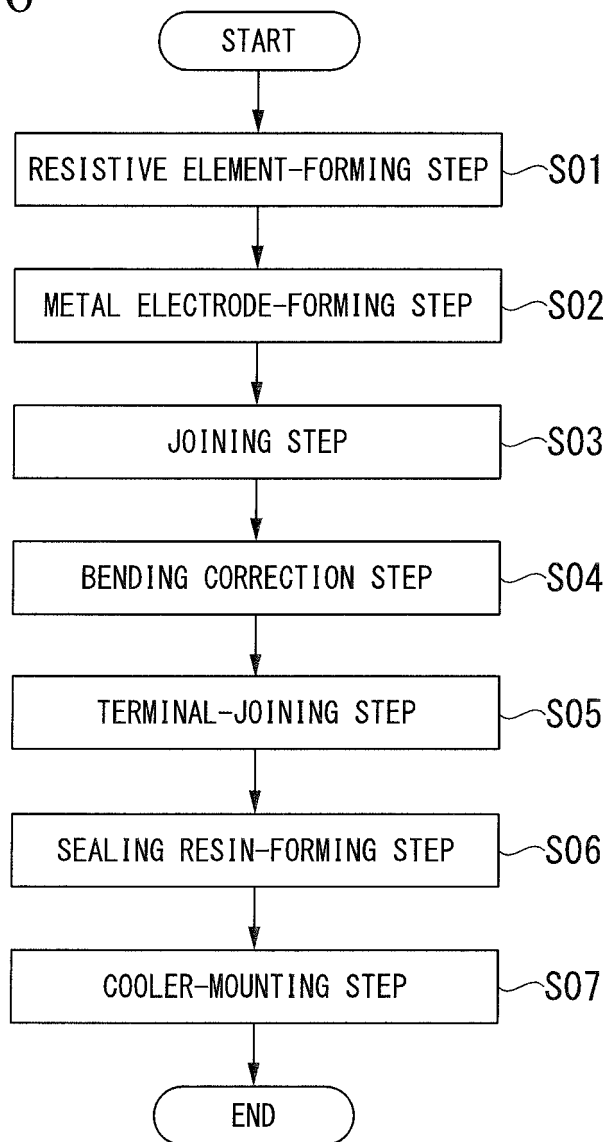 START
RESISTIVE ELEMENT-FORMING STEP S01
METAL ELECTRODE-FORMING STEP S02
JOINING STEP S03
BENDING CORRECTION STEP S04
TERMINAL-JOINING STEP S05
SEALING RESIN-FORMING STEP S06
COOLER-MOUNTING STEP S07
END